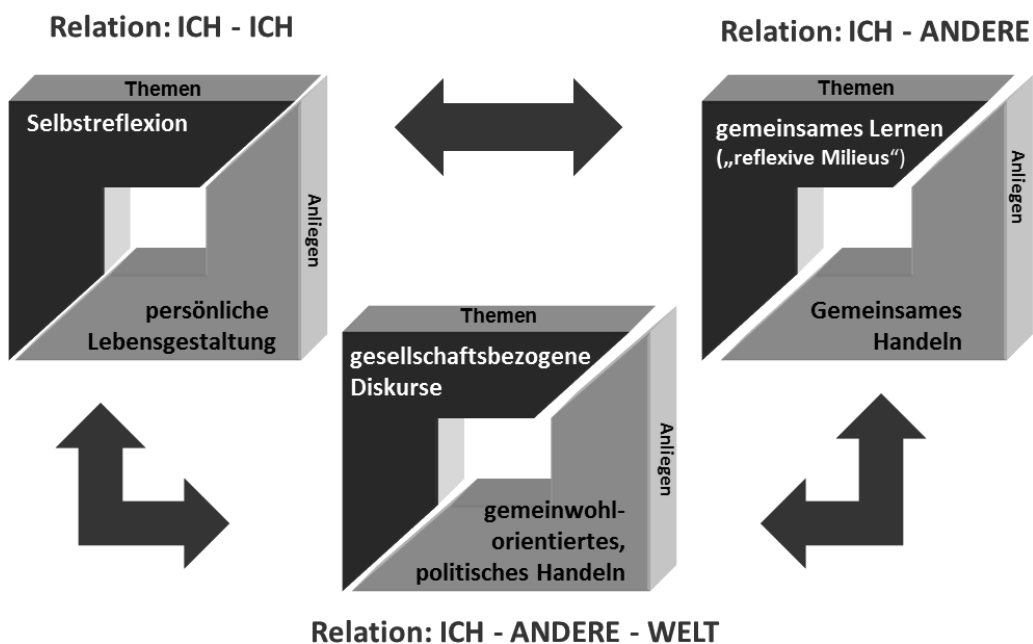 Relation: ICH - ICH
Relation: ICH - ANDERE
Themen
Selbstreflexion
Anliegen
persönliche
Lebensgestaltung
Themen
gemeinsames Lernen
(„reflexive Milieus“)
Anliegen
Gemeinsames
Handeln
Themen
gesellschaftsbezogene
Diskurse
Anliegen
gemeinwohl-
orientiertes,
politisches Handeln
Relation: ICH - ANDERE - WELT